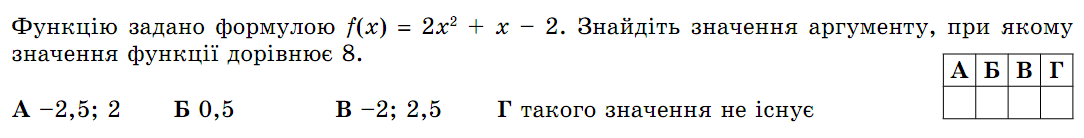 Функцію задано формулою f(x) = 2x² + x − 2. Знайдіть значення аргументу, при якому
значення функції дорівнює 8.
А Б В Г
А −2,5; 2 Б 0,5 В −2; 2,5 Г такого значення не існує